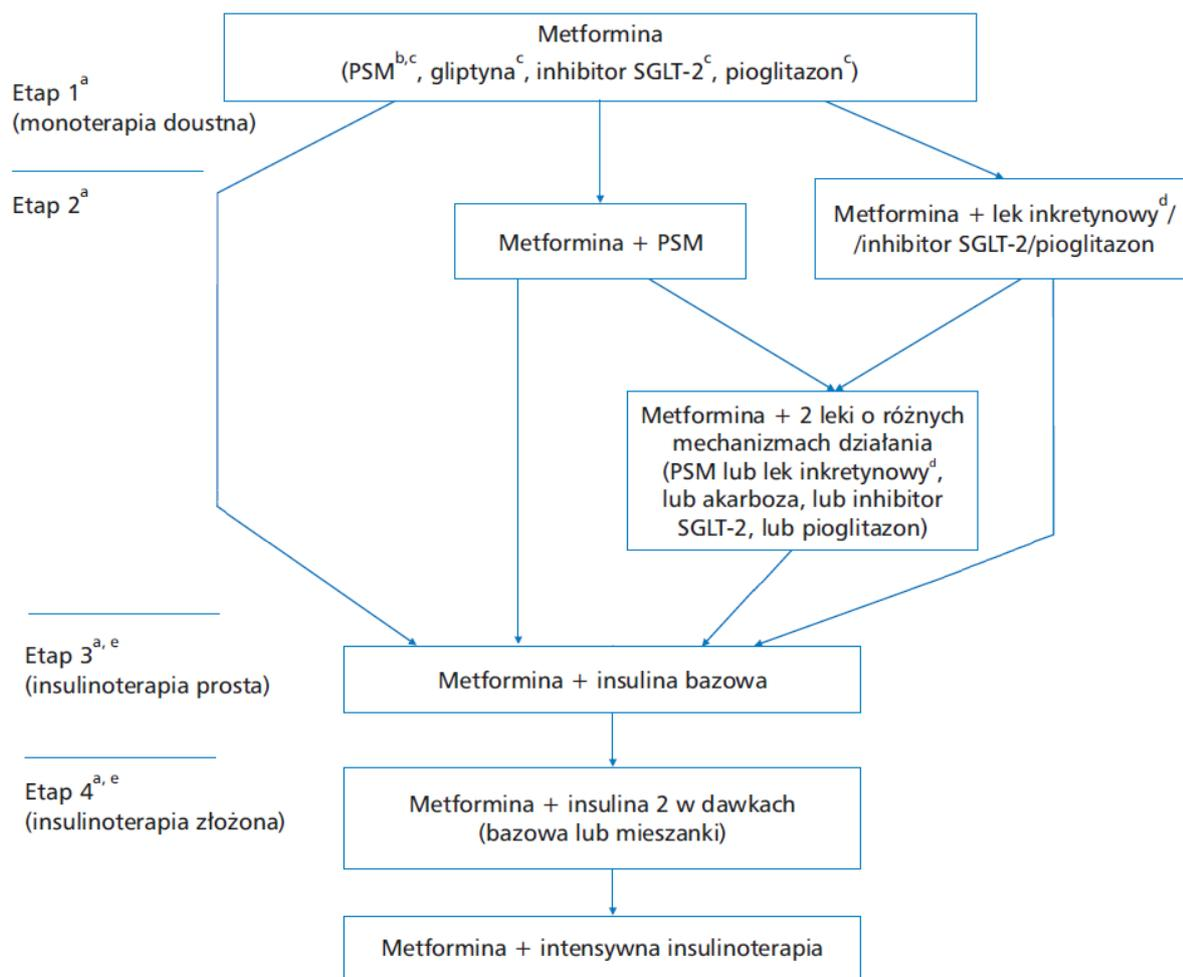 Metformina
(PSMᵇ,ᶜ, gliptynaᶜ, inhibitor SGLT-2ᶜ, pioglitazonᶜ)
Etap 1ᵃ
(monoterapia doustna)
Etap 2ᵃ
Metformina + PSM
Metformina + lek inkretynowyᵈ/
/inhibitor SGLT-2/pioglitazon
Metformina + 2 leki o różnych
mechanizmach działania
(PSM lub lek inkretynowyᵈ,
lub akarboza, lub inhibitor
SGLT-2, lub pioglitazon)
Etap 3ᵃ, ᵉ
(insulinoterapia prosta)
Metformina + insulina bazowa
Etap 4ᵃ, ᵉ
(insulinoterapia złożona)
Metformina + insulina 2 w dawkach
(bazowa lub mieszanki)
Metformina + intensywna insulinoterapia